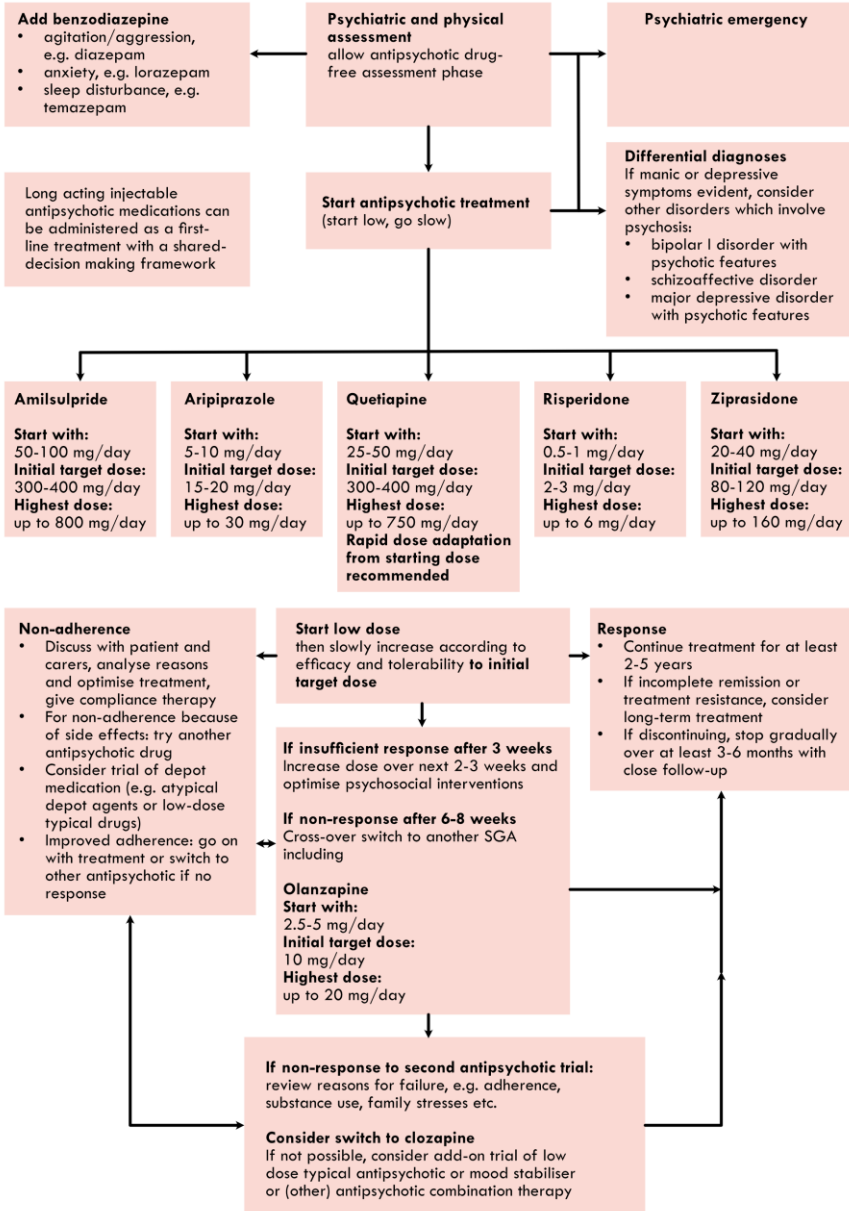 Add benzodiazepine
• agitation/aggression,
e.g. diazepam
• anxiety, e.g. lorazepam
• sleep disturbance, e.g.
temazepam
Psychiatric and physical
assessment
allow antipsychotic drug-
free assessment phase
Psychiatric emergency
Long acting injectable
antipsychotic medications can
be administered as a first-
line treatment with a shared-
decision making framework
Start antipsychotic treatment
(start low, go slow)
Differential diagnoses
If manic or depressive
symptoms evident, consider
other disorders which involve
psychosis:
• bipolar I disorder with
psychotic features
• schizoaffective disorder
• major depressive disorder
with psychotic features
Amilsulpride
Start with:
50-100 mg/day
Initial target dose:
300-400 mg/day
Highest dose:
up to 800 mg/day
Aripiprazole
Start with:
5-10 mg/day
Initial target dose:
15-20 mg/day
Highest dose:
up to 30 mg/day
Quetiapine
Start with:
25-50 mg/day
Initial target dose:
300-400 mg/day
Highest dose:
up to 750 mg/day
Rapid dose adaptation
from starting dose
recommended
Risperidone
Start with:
0.5-1 mg/day
Initial target dose:
2-3 mg/day
Highest dose:
up to 6 mg/day
Ziprasidone
Start with:
20-40 mg/day
Initial target dose:
80-120 mg/day
Highest dose:
up to 160 mg/day
Non-adherence
• Discuss with patient and
carers, analyse reasons
and optimise treatment,
give compliance therapy
• For non-adherence because
of side effects: try another
antipsychotic drug
• Consider trial of depot
medication (e.g. atypical
depot agents or low-dose
typical drugs)
• Improved adherence: go on
with treatment or switch to
other antipsychotic if no
response
Start low dose
then slowly increase according to
efficacy and tolerability to initial
target dose
Response
• Continue treatment for at least
2-5 years
• If incomplete remission or
treatment resistance, consider
long-term treatment
• If discontinuing, stop gradually
over at least 3-6 months with
close follow-up
If insufficient response after 3 weeks
Increase dose over next 2-3 weeks and
optimise psychosocial interventions
If non-response after 6-8 weeks
Cross-over switch to another SGA
including
Olanzapine
Start with:
2.5-5 mg/day
Initial target dose:
10 mg/day
Highest dose:
up to 20 mg/day
If non-response to second antipsychotic trial:
review reasons for failure, e.g. adherence,
substance use, family stresses etc.
Consider switch to clozapine
If not possible, consider add-on trial of low
dose typical antipsychotic or mood stabiliser
or (other) antipsychotic combination therapy